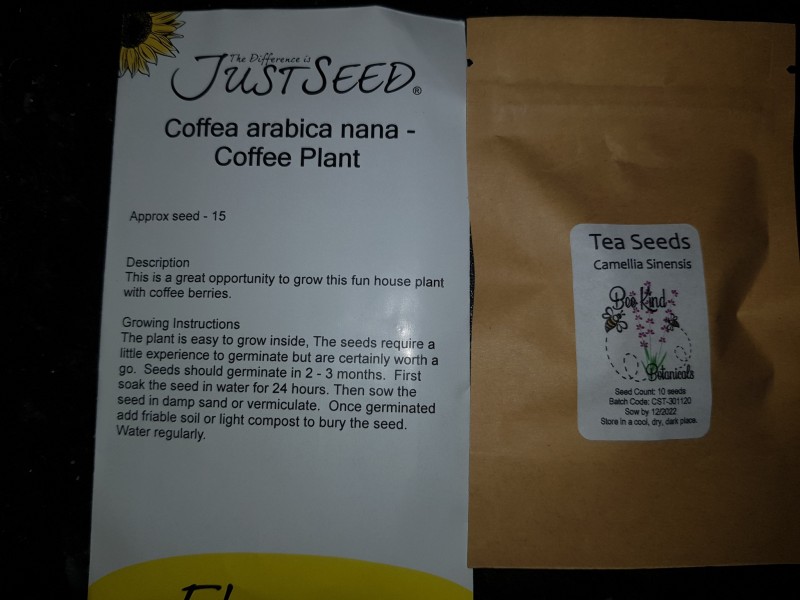 The Difference is
JUSTSEED®
Coffea arabica nana -
Coffee Plant
Approx seed - 15
Description
This is a great opportunity to grow this fun house plant
with coffee berries.
Growing Instructions
The plant is easy to grow inside, The seeds require a
little experience to germinate but are certainly worth a
go. Seeds should germinate in 2 - 3 months. First
soak the seed in water for 24 hours. Then sow the
seed in damp sand or vermiculate. Once germinated
add friable soil or light compost to bury the seed.
Water regularly.
Tea Seeds
Camellia Sinensis
Bee Kind
Botanicals
Seed Count: 10 seeds
Batch Code: CST-301120
Sow by 12/2022
Store in a cool, dry, dark place.